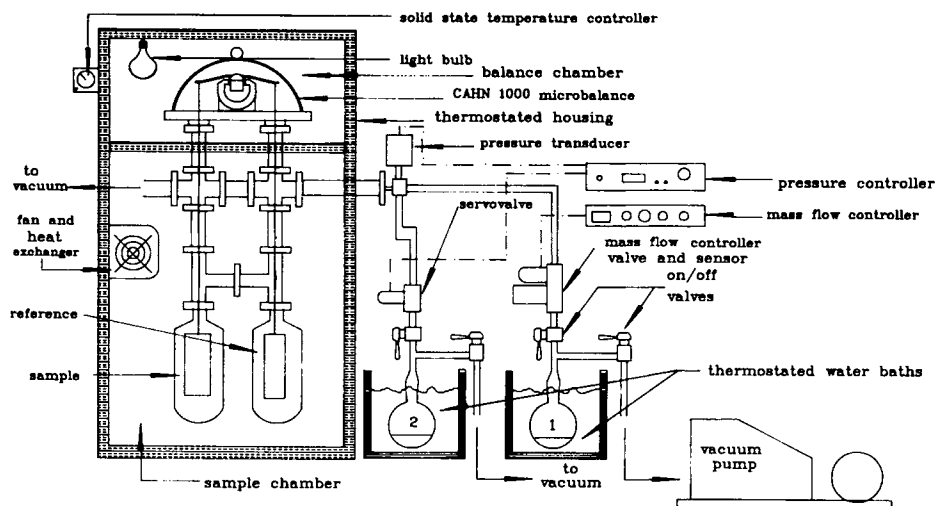 solid state temperature controller
light bulb
balance chamber
CAHN 1000 microbalance
thermostated housing
pressure transducer
to
vacuum
pressure controller
servovalve
mass flow controller
fan and
heat
exchanger
mass flow controller
valve and sensor
on/off
valves
reference
sample
thermostated water baths
2
1
vacuum
pump
to
vacuum
sample chamber